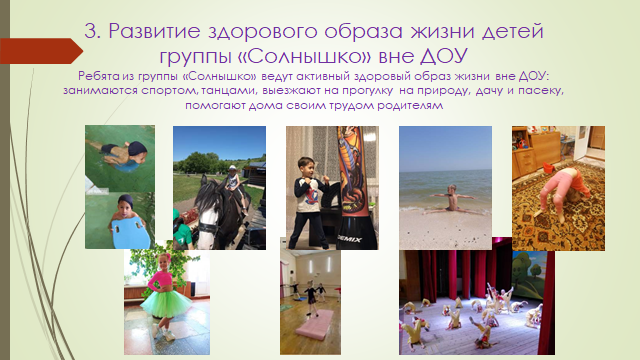 3. Развитие здорового образа жизни детей
группы «Солнышко» вне ДОУ
Ребята из группы «Солнышко» ведут активный здоровый образ жизни вне ДОУ:
занимаются спортом, танцами, выезжают на прогулку на природу, дачу и пасеку,
помогают дома своим трудом родителям
DEMIX